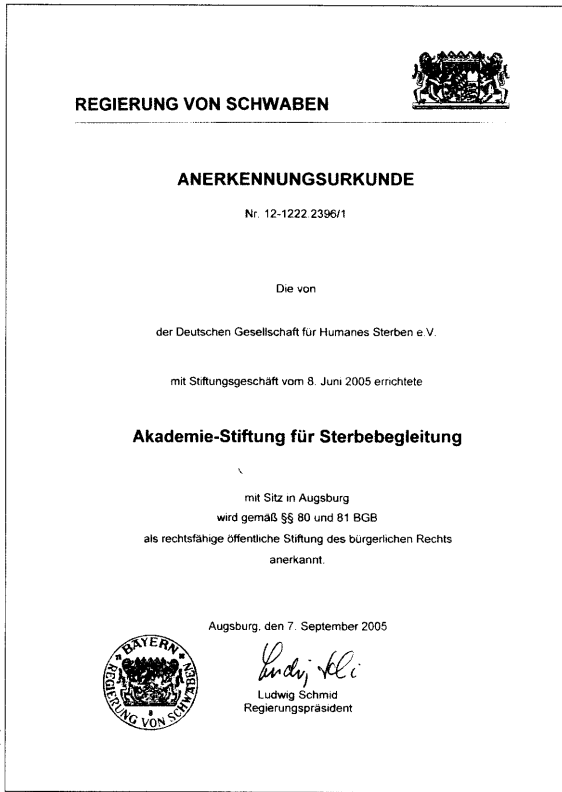 REGIERUNG VON SCHWABEN
ANERKENNUNGSURKUNDE
Nr. 12-1222.2396/1
Die von
der Deutschen Gesellschaft für Humanes Sterben e.V.
mit Stiftungsgeschäft vom 8. Juni 2005 errichtete
Akademie-Stiftung für Sterbebegleitung
mit Sitz in Augsburg
wird gemäß §§ 80 und 81 BGB
als rechtsfähige öffentliche Stiftung des bürgerlichen Rechts
anerkannt.
Augsburg, den 7. September 2005
BAYERN
REGIERUNG VON SCHWABEN
Ludwig Schmid
Regierungspräsident